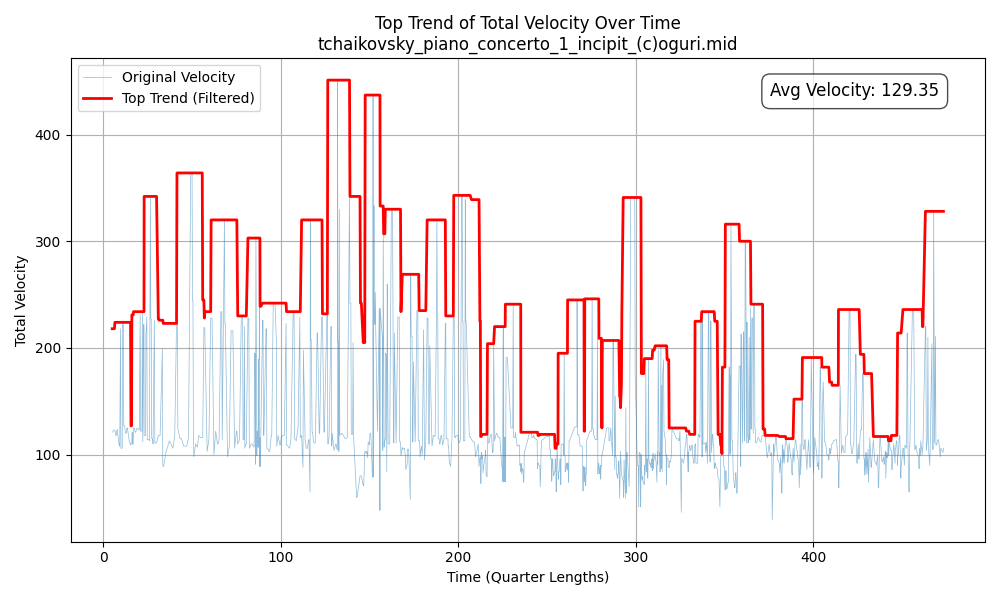 Top Trend of Total Velocity Over Time
tchaikovsky_piano_concerto_1_incipit_(c)oguri.mid
Original Velocity
Top Trend (Filtered)
Avg Velocity: 129.35
Total Velocity
400
300
200
100
0 100 200 300 400
Time (Quarter Lengths)